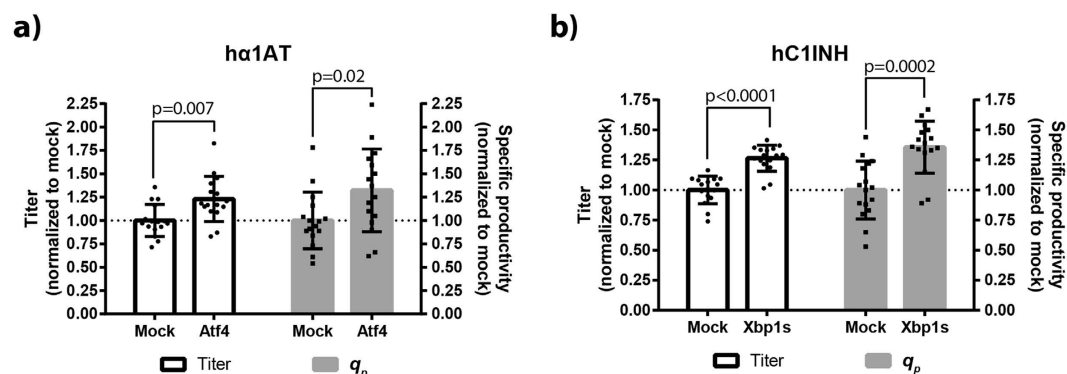 a)
hα1AT
p=0.007
p=0.02
Titer
(normalized to mock)
2.25
2.00
1.75
1.50
1.25
1.00
0.75
0.50
0.25
0.00
2.25
2.00
1.75
1.50
1.25
1.00
0.75
0.50
0.25
0.00
Specific productivity
(normalized to mock)
Mock Atf4 Mock Atf4
Titer qp
b)
hC1INH
p<0.0001
p=0.0002
Titer
(normalized to mock)
1.75
1.50
1.25
1.00
0.75
0.50
0.25
0.00
1.75
1.50
1.25
1.00
0.75
0.50
0.25
0.00
Specific productivity
(normalized to mock)
Mock Xbp1s Mock Xbp1s
Titer qp